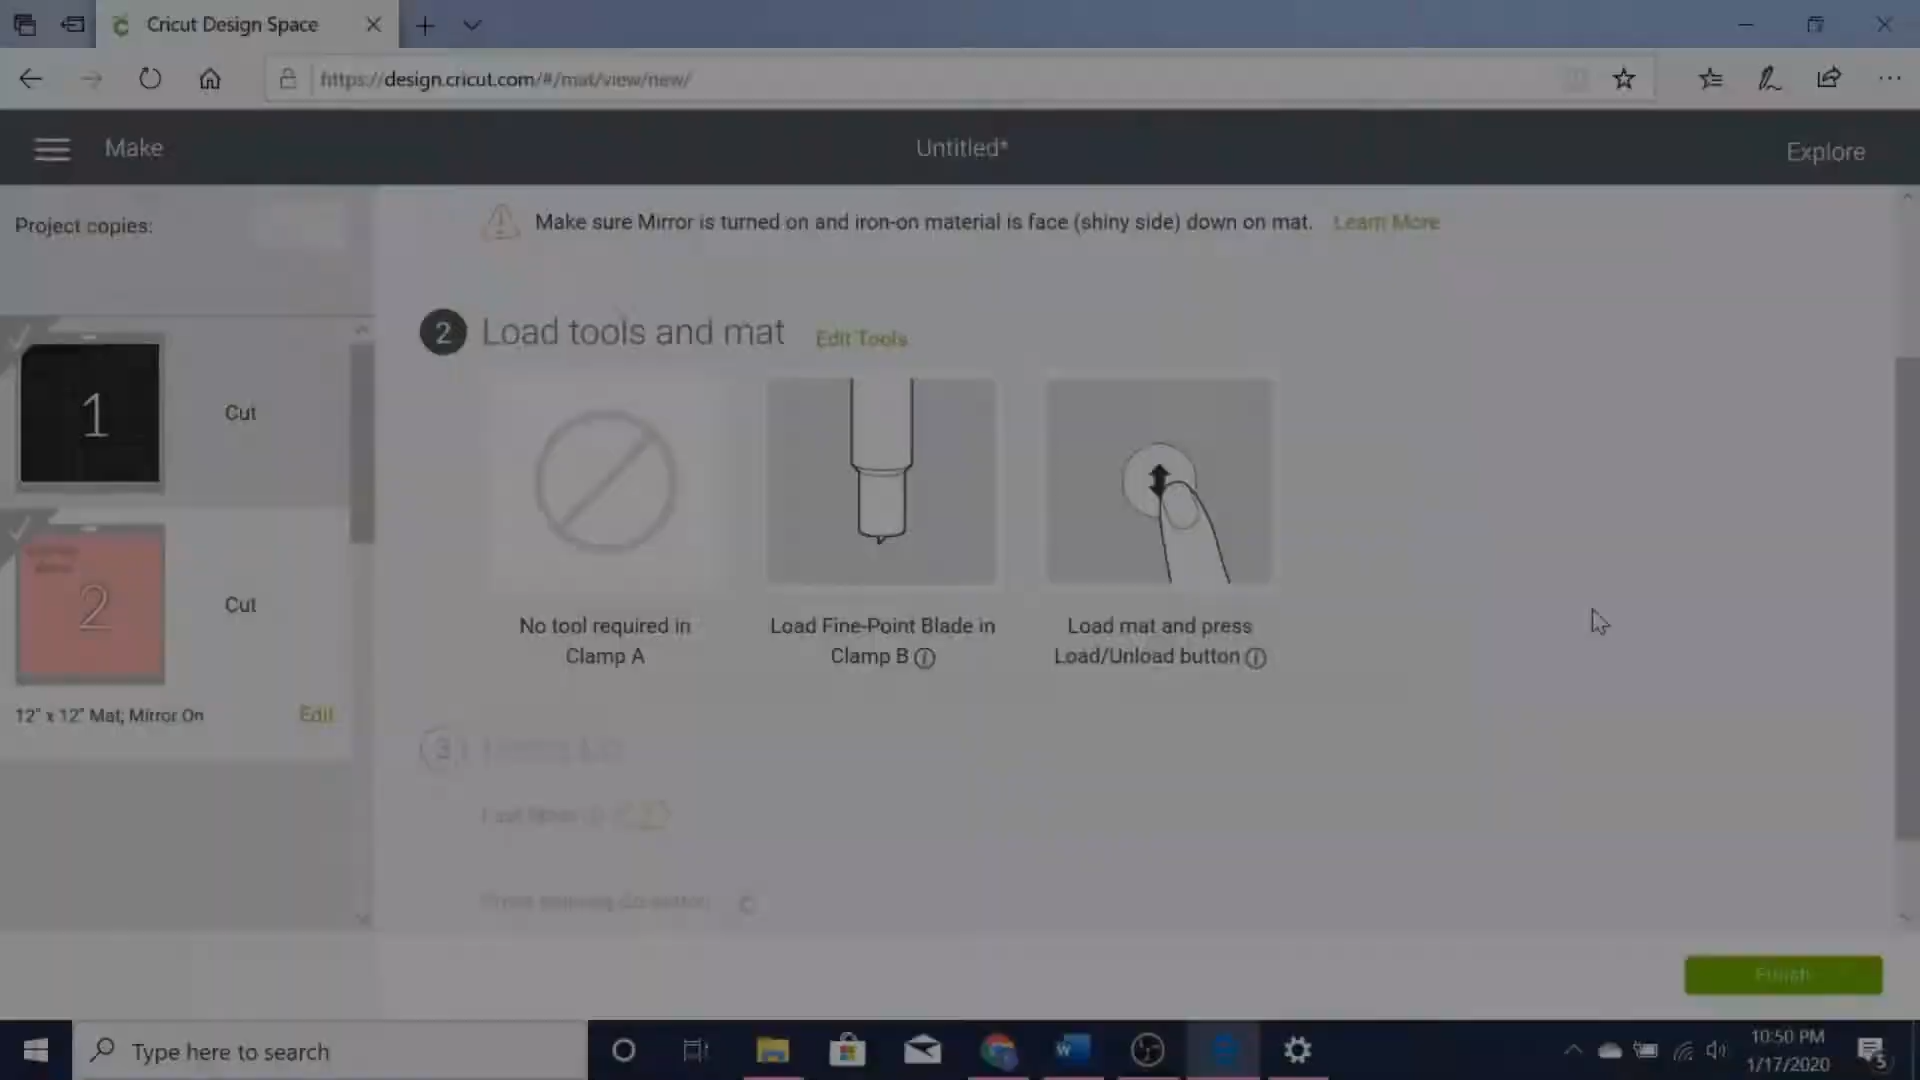 Cricut Design Space
https://design.cricut.com/#/mat/view/new/
Make
Untitled*
Explore
Project copies:
Make sure Mirror is turned on and iron-on material is face (shiny side) down on mat. Learn More
2 Load tools and mat Edit Tools
1
Cut
2
Cut
12" x 12" Mat; Mirror On
Edit
No tool required in
Clamp A
Load Fine-Point Blade in
Clamp B
Load mat and press
Load/Unload button
3
Finish
Type here to search
10:50 PM
1/17/2020
5